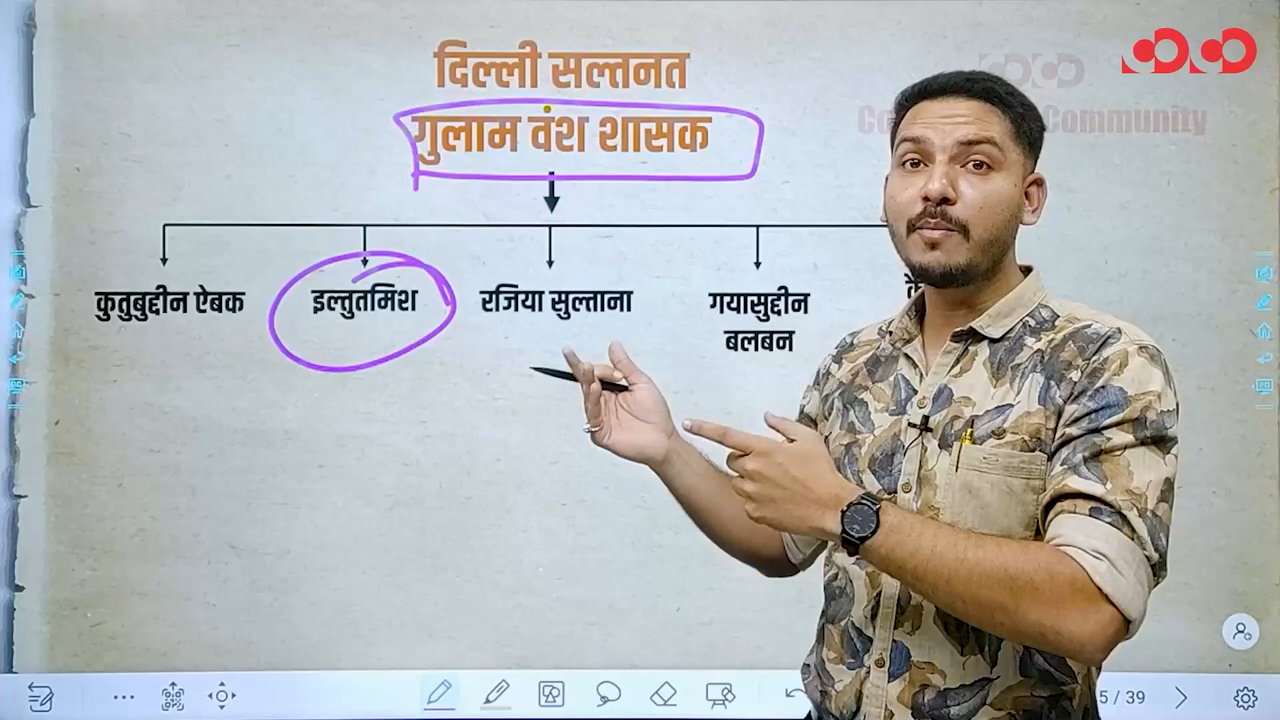 दिल्ली सल्तनत
गुलाम वंश शासक
कुतुबुद्दीन ऐबक
इल्तुतमिश
रजिया सुल्ताना
गयासुद्दीन
बलबन
Community
5 / 39